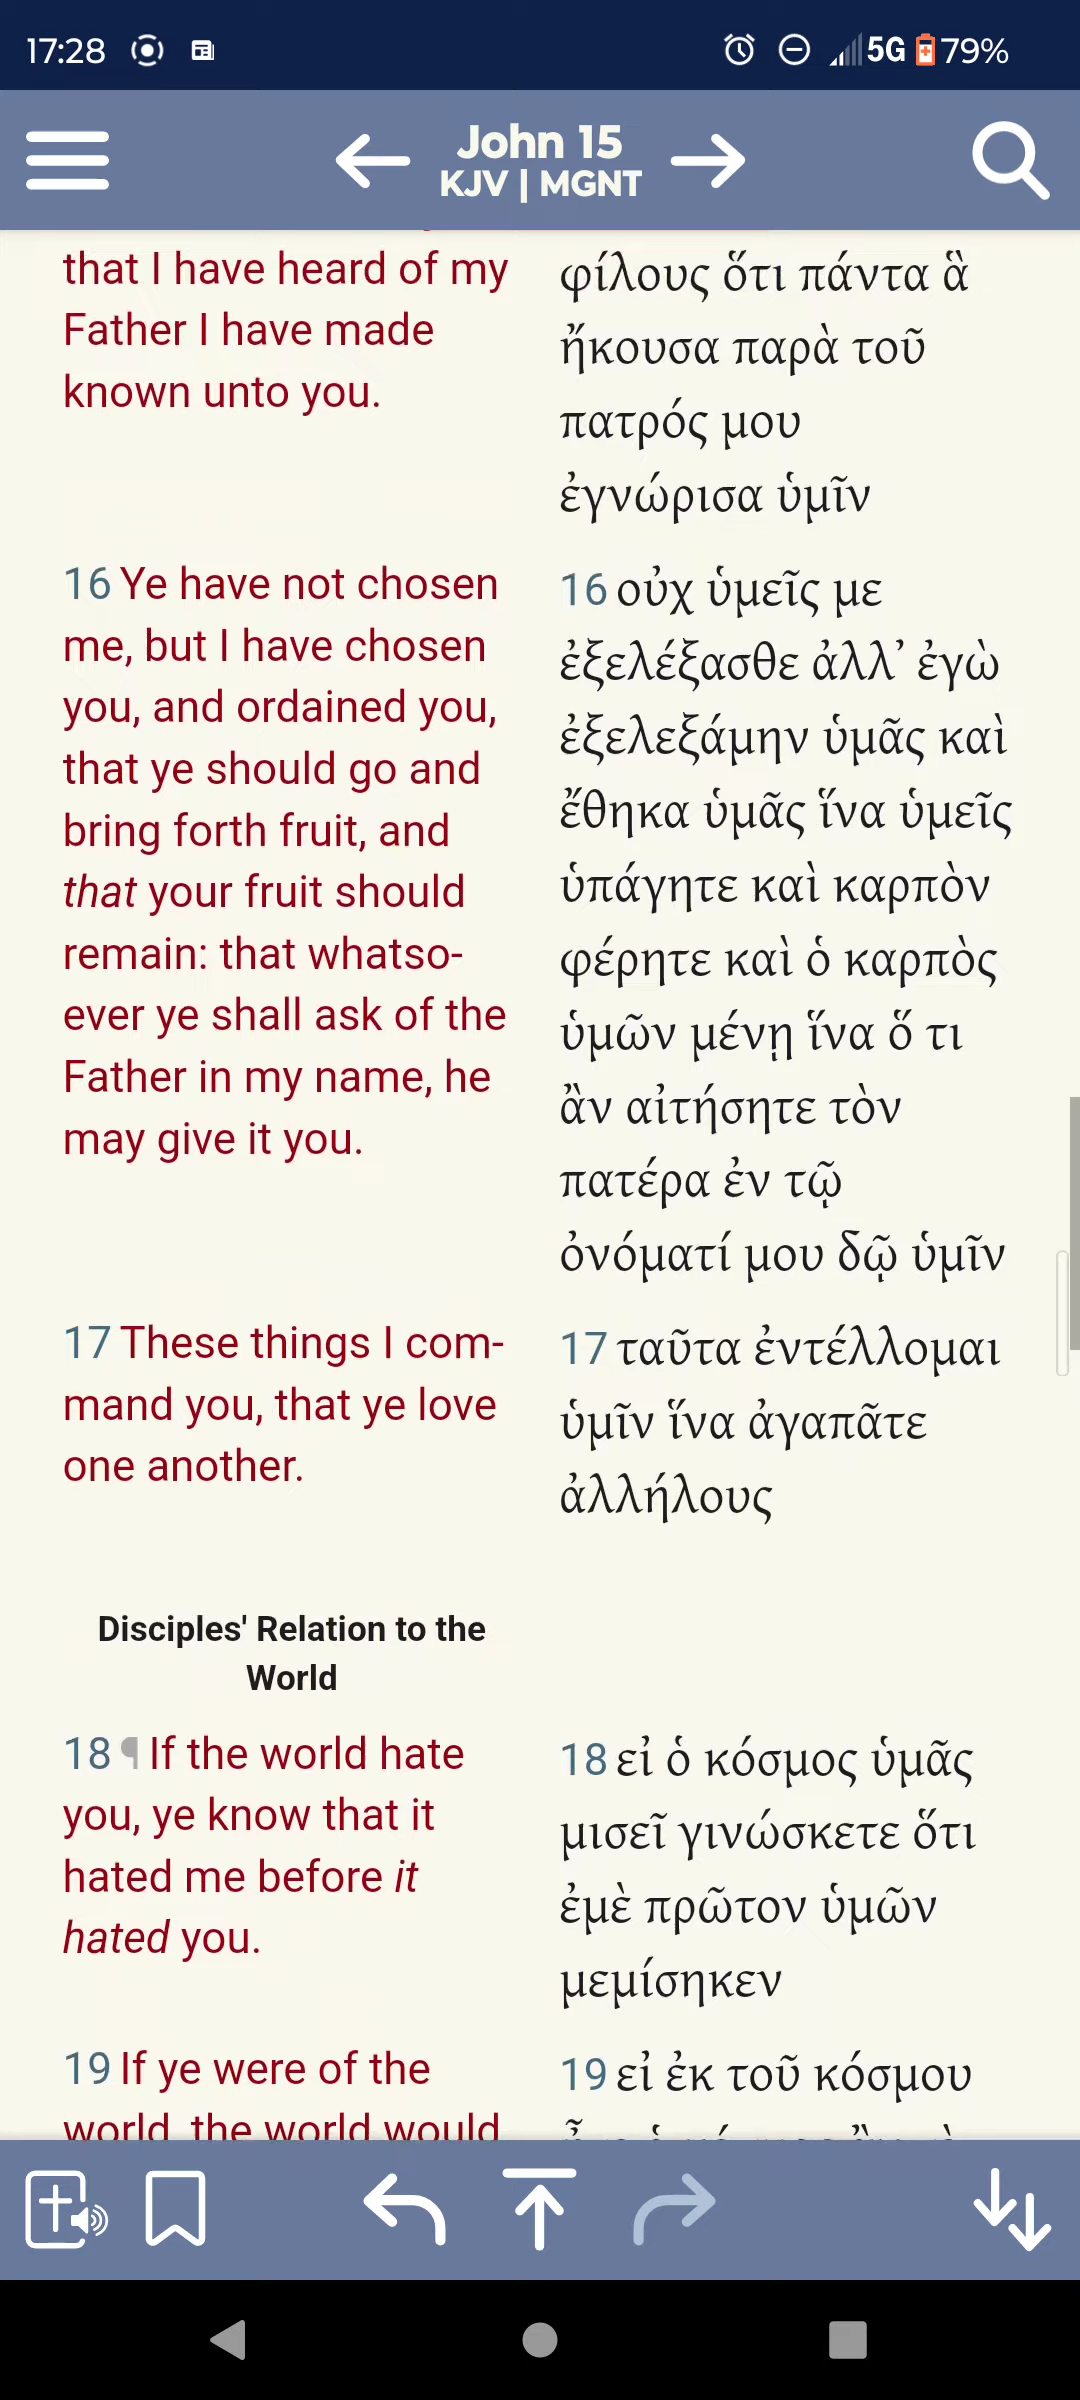 17:28
5G 79%
John 15
KJV | MGNT
that I have heard of my
Father I have made
known unto you.
φίλους ὅτι πάντα ἃ
ἤκουσα παρὰ τοῦ
πατρός μου
ἐγνώρισα ὑμῖν
16 Ye have not chosen
me, but I have chosen
you, and ordained you,
that ye should go and
bring forth fruit, and
that your fruit should
remain: that whatso-
ever ye shall ask of the
Father in my name, he
may give it you.
16 οὐχ ὑμεῖς με
ἐξελέξασθε ἀλλ’ ἐγὼ
ἐξελεξάμην ὑμᾶς καὶ
ἔθηκα ὑμᾶς ἵνα ὑμεῖς
ὑπάγητε καὶ καρπὸν
φέρητε καὶ ὁ καρπὸς
ὑμῶν μένῃ ἵνα ὅ τι
ἂν αἰτήσητε τὸν
πατέρα ἐν τῷ
ὀνόματί μου δῷ ὑμῖν
17 These things I com-
mand you, that ye love
one another.
17 ταῦτα ἐντέλλομαι
ὑμῖν ἵνα ἀγαπᾶτε
ἀλλήλους
Disciples' Relation to the
World
18 ¶ If the world hate
you, ye know that it
hated me before it
hated you.
18 εἰ ὁ κόσμος ὑμᾶς
μισεῖ γινώσκετε ὅτι
ἐμὲ πρῶτον ὑμῶν
μεμίσηκεν
19 If ye were of the
world, the world would
19 εἰ ἐκ τοῦ κόσμου